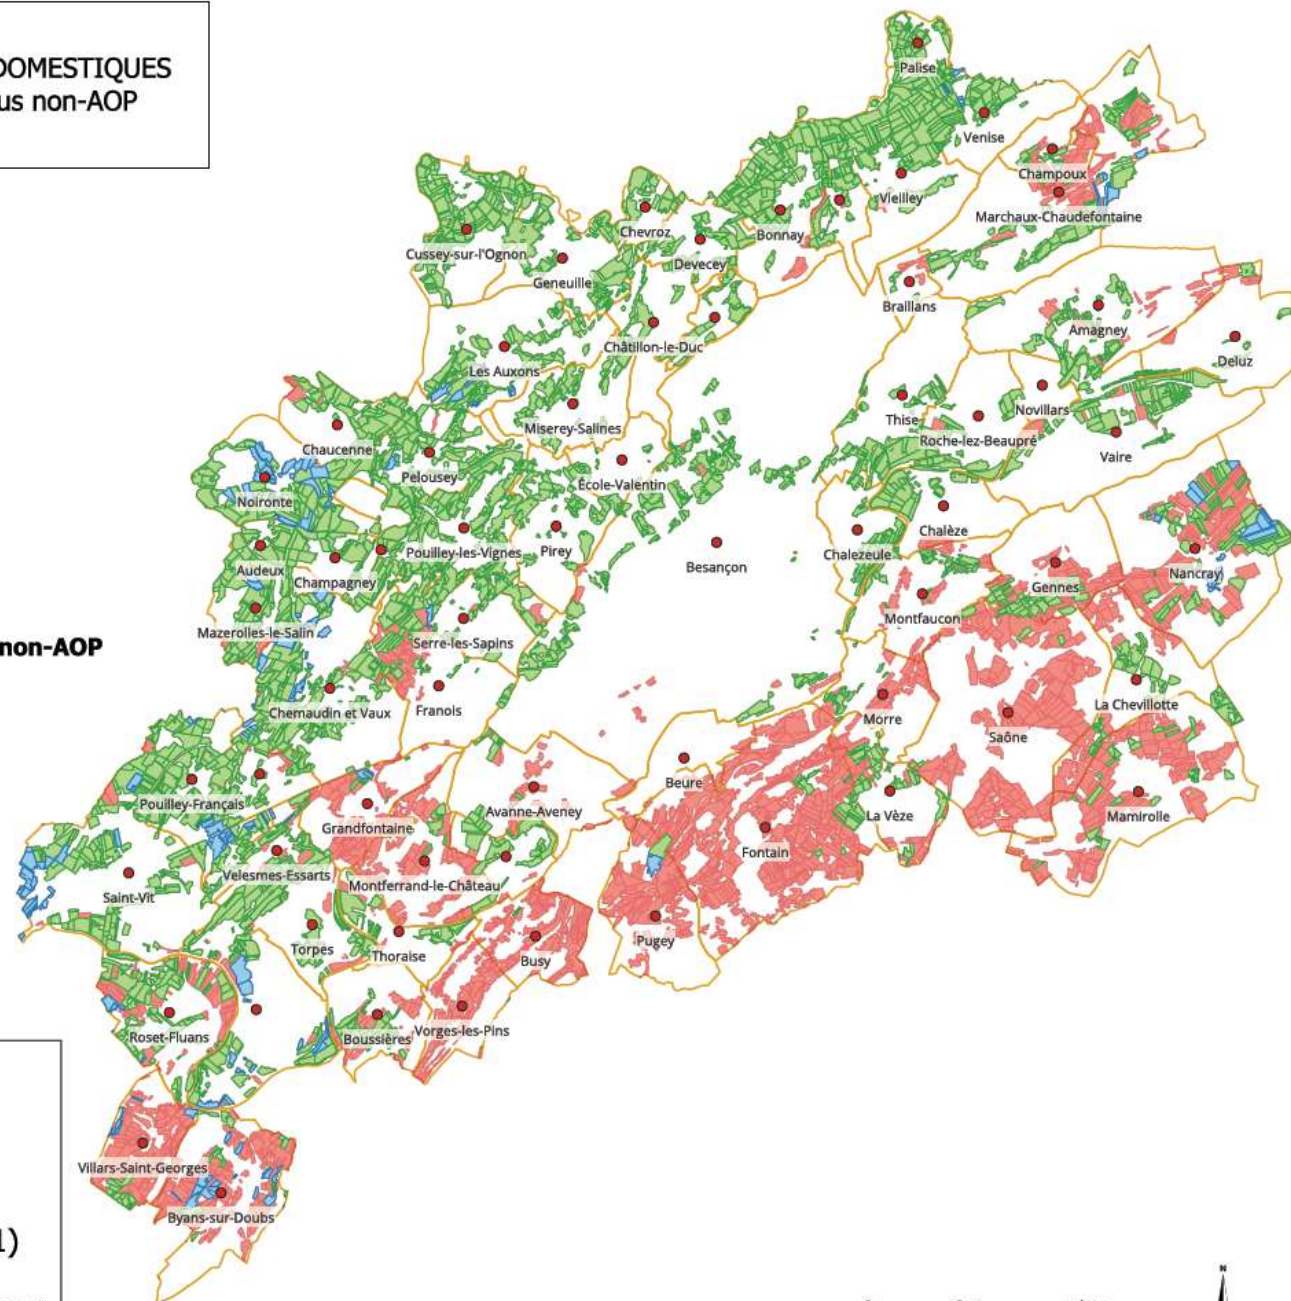 DOMESTIQUES
us non-AOP
Palise
Venise
Champoux
Vieilley
Marchaux-Chaudefontaine
Chevroz
Bonnay
Cussey-sur-l'Ognon
Devecey
Geneuille
Braillans
Amagney
Châtillon-le-Duc
Deluz
Les Auxons
Novillars
Thise
Miserey-Salines
Roche-lez-Beaupré
Chaucenne
Vaire
Pelousey
École-Valentin
Noironte
Chalèze
Pouilley-les-Vignes
Pirey
Chalezeule
Besançon
Audeux
Nancray
Champagney
Gennes
Montfaucon
Mazerolles-le-Salin
Serre-les-Sapins
non-AOP
La Chevillotte
Chemaudin et Vaux
Franois
Morre
Saône
Beure
Pouilley-Français
Avanne-Aveney
La Vèze
Mamirolle
Grandfontaine
Fontain
Velesmes-Essarts
Montferrand-le-Château
Saint-Vit
Pugey
Torpes
Thoraise
Busy
Vorges-les-Pins
Roset-Fluans
Boussières
Villars-Saint-Georges
Byans-sur-Doubs
N